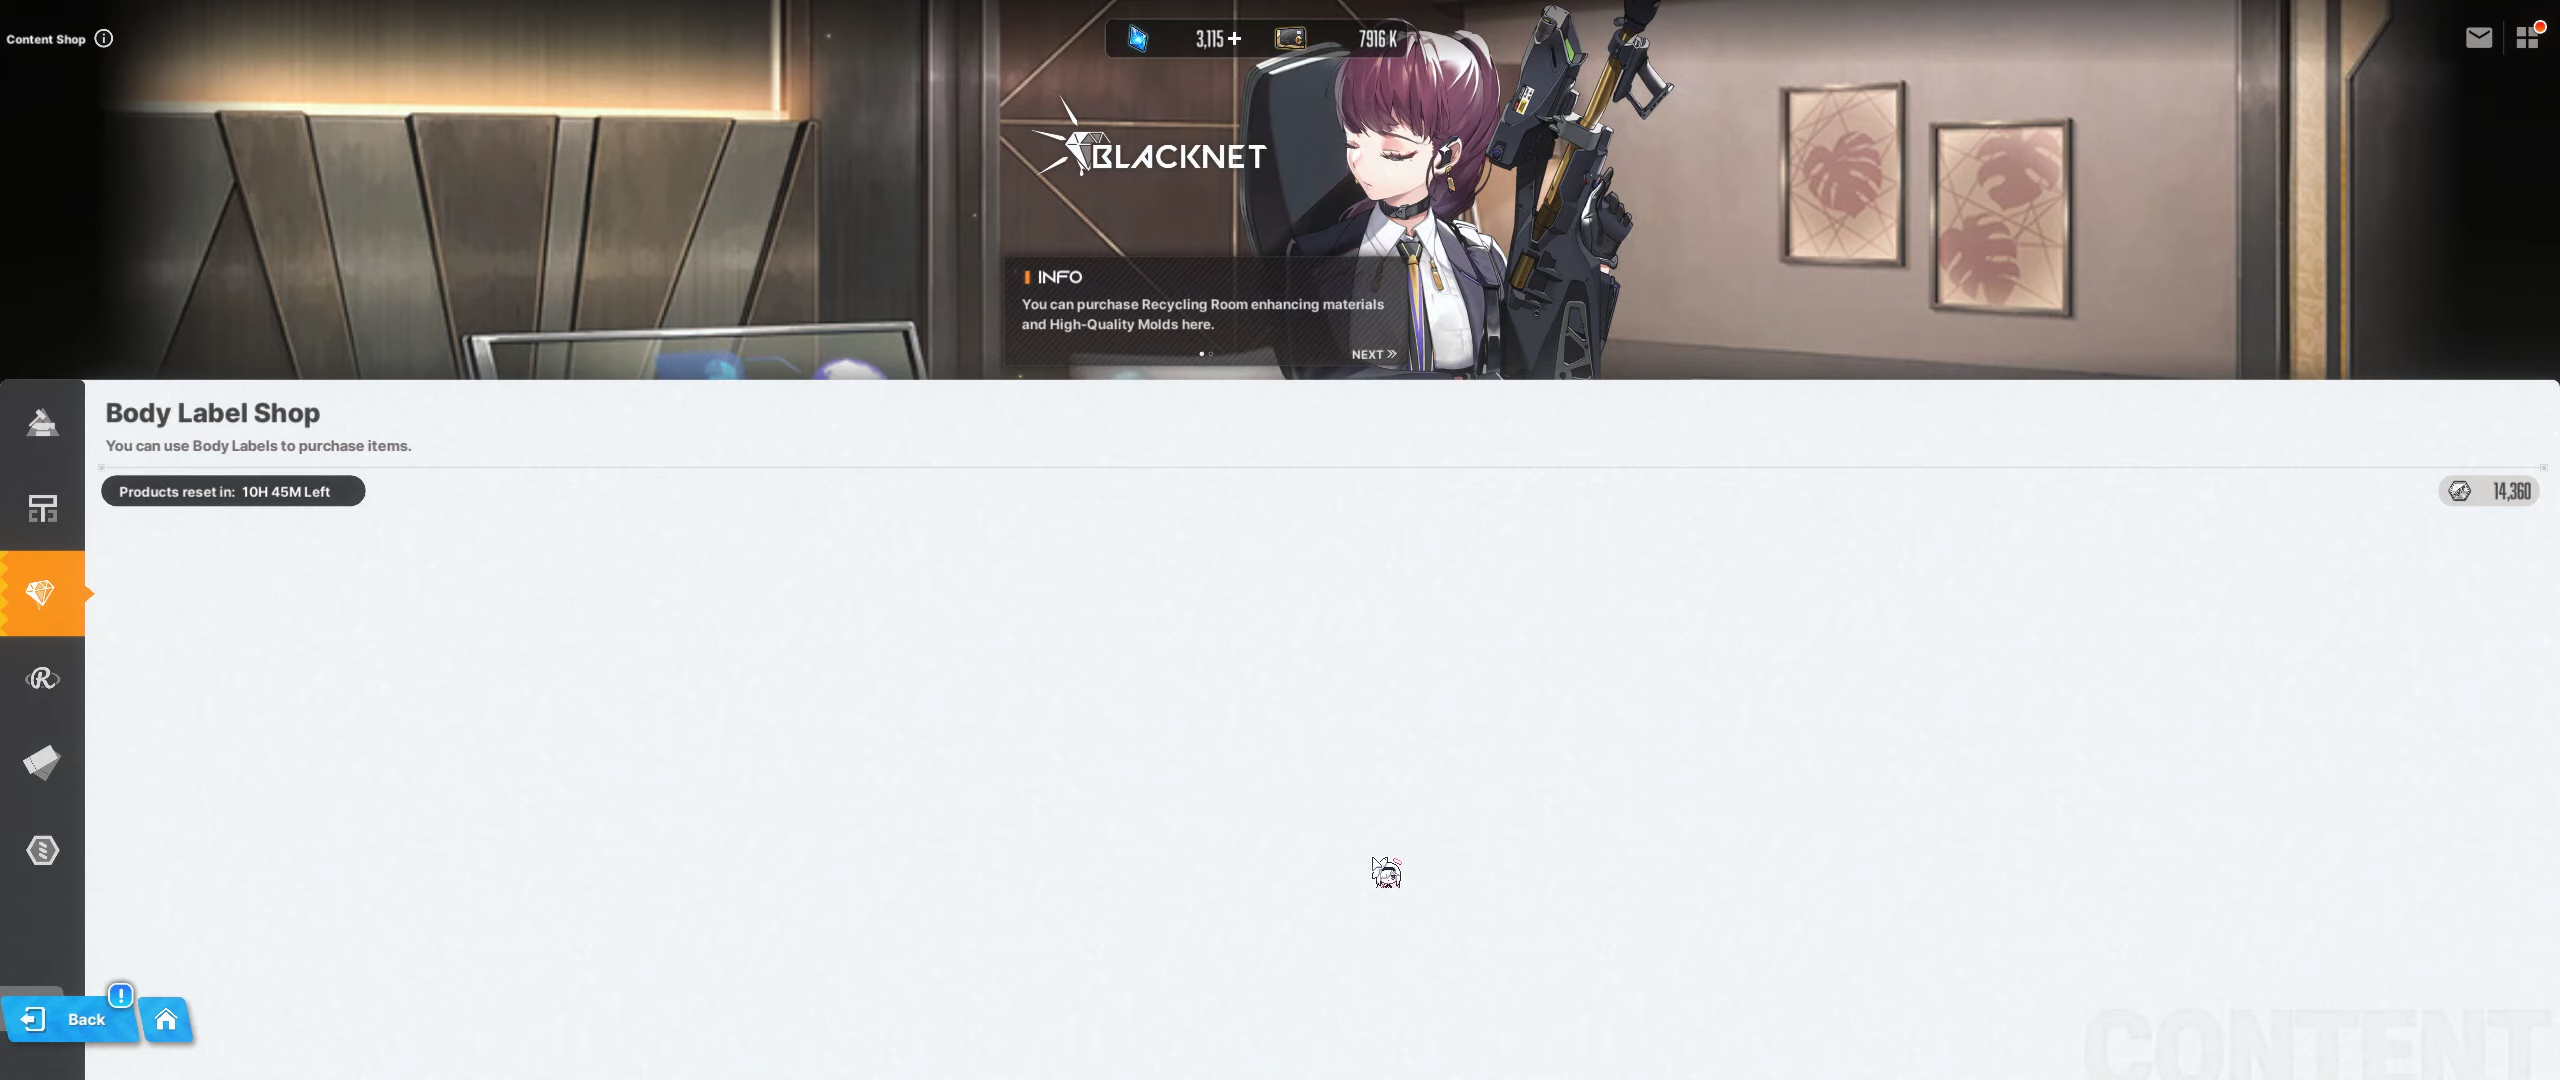 Content Shop
3,115
7916 K
BLACKNET
INFO
You can purchase Recycling Room enhancing materials
and High-Quality Molds here.
NEXT
Body Label Shop
You can use Body Labels to purchase items.
Products reset in: 10H 45M Left
14,360
Back
CONTENT